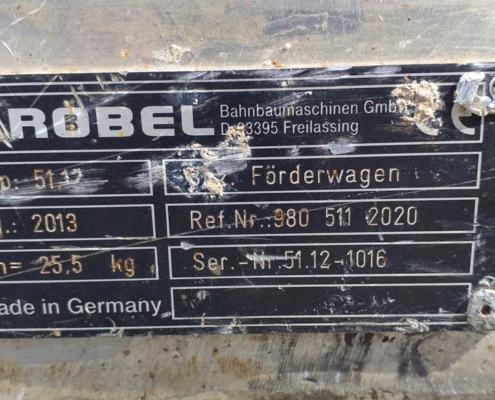 ROBEL Bahnbaumaschinen GmbH
D-83395 Freilassing
p.: 51.12 Förderwagen
j.: 2013 Ref.Nr.:980 511 2020
m= 25,5 kg Ser.-Nr.51.12-1016
ade in Germany